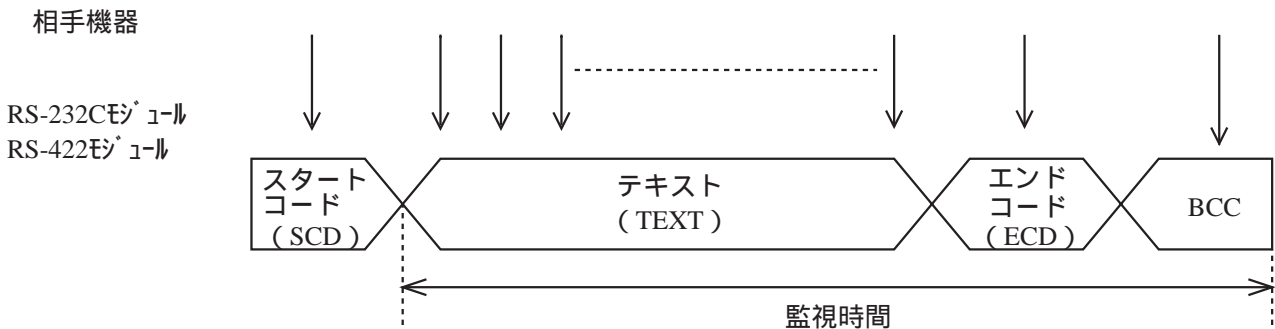 相手機器
RS-232Cﾓｼﾞｭｰﾙ
RS-422ﾓｼﾞｭｰﾙ
スタート
コード
( SCD )
テキスト
( TEXT )
エンド
コード
( ECD )
BCC
監視時間